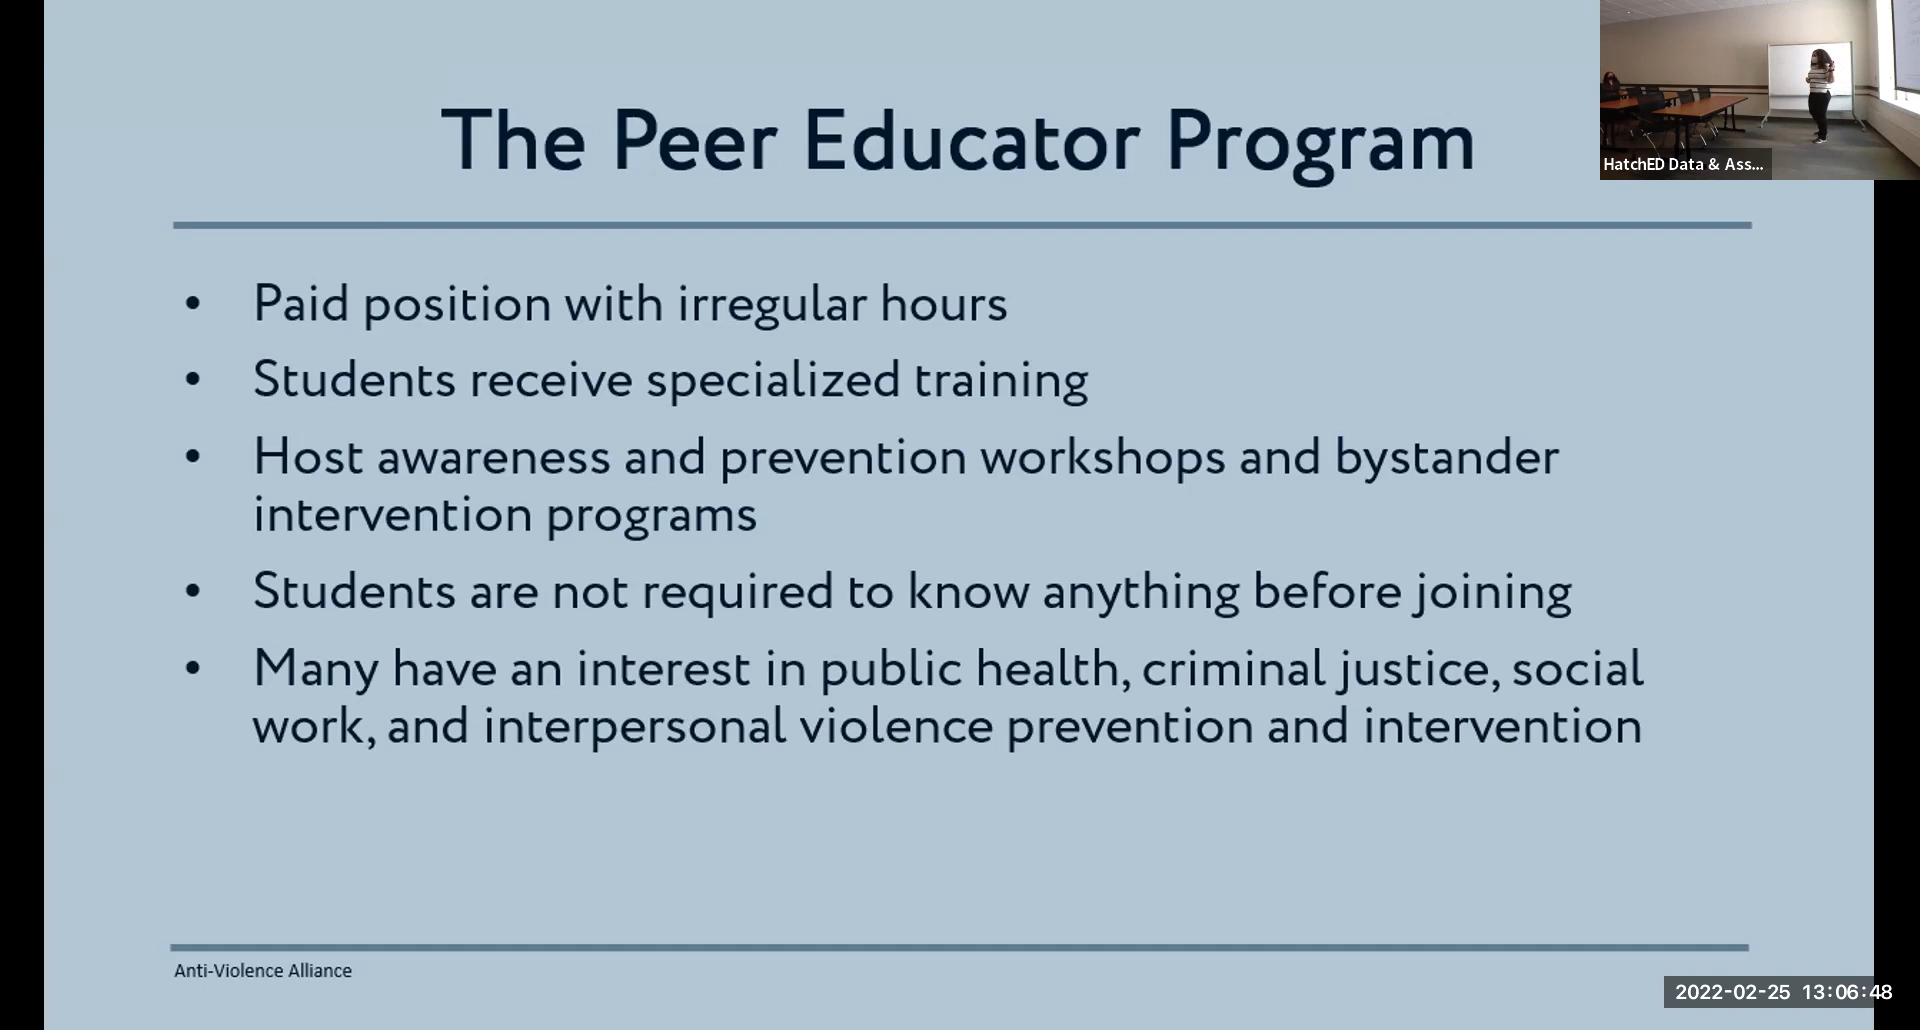 The Peer Educator Program
HatchED Data & Ass...
• Paid position with irregular hours
• Students receive specialized training
• Host awareness and prevention workshops and bystander
intervention programs
• Students are not required to know anything before joining
• Many have an interest in public health, criminal justice, social
work, and interpersonal violence prevention and intervention
Anti-Violence Alliance
2022-02-25 13:06:48